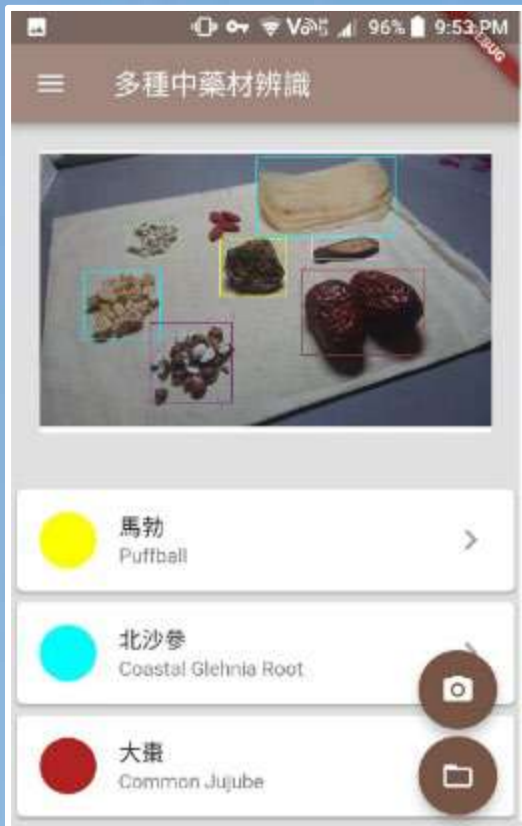 96% 9:53 PM
DEBUG
多種中藥材辨識
馬勃
Puffball
北沙參
Coastal Glehnia Root
大棗
Common Jujube